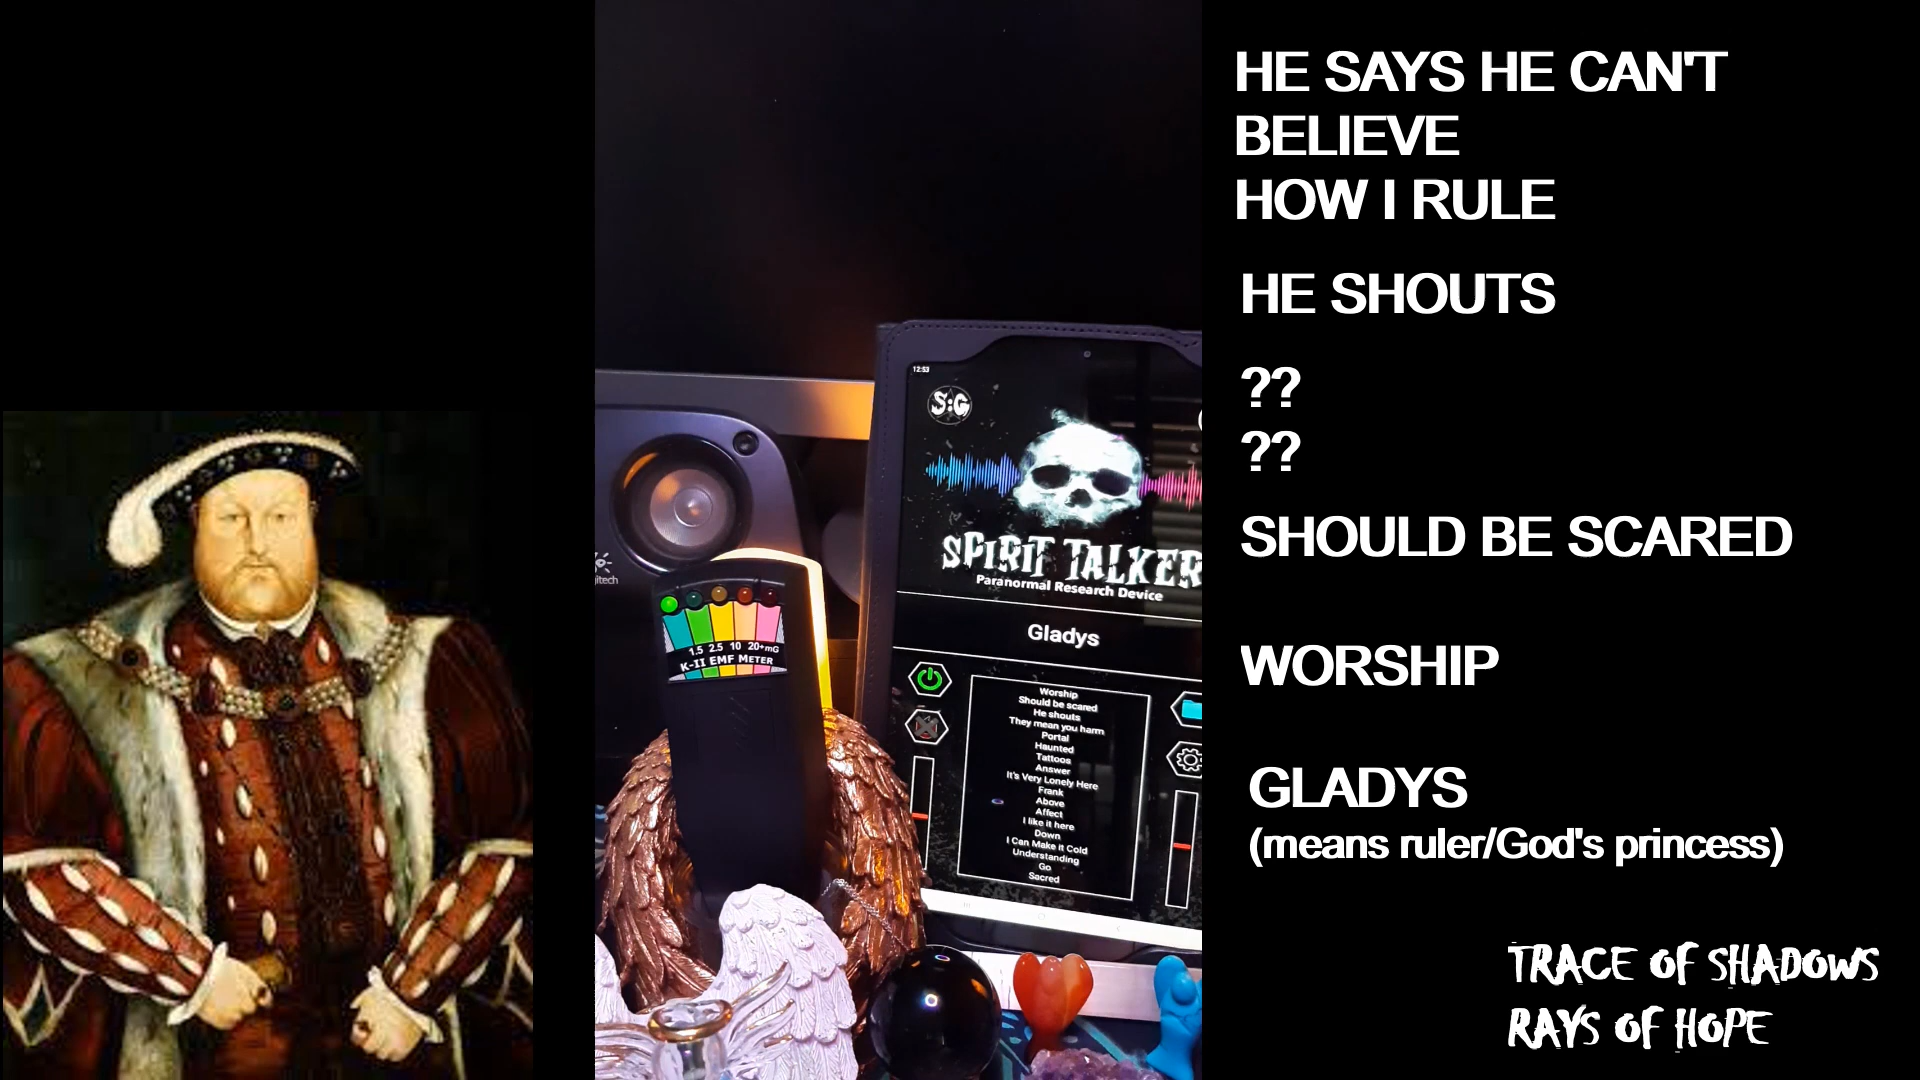 12:53
S:G
SPIRIT TALKER
Paranormal Research Device
Gladys
Worship
Should be scared
He shouts
They mean you harm
Portal
Haunted
Tattoos
Answer
It's Very Lonely Here
Frank
Above
Affect
I like it here
Down
I Can Make it Cold
Understanding
Go
Sacred
1.5 2.5 10 20+mG
K-II EMF METER
HE SAYS HE CAN'T
BELIEVE
HOW I RULE
HE SHOUTS
??
??
SHOULD BE SCARED
WORSHIP
GLADYS
(means ruler/God's princess)
TRACE OF SHADOWS
RAYS OF HOPE